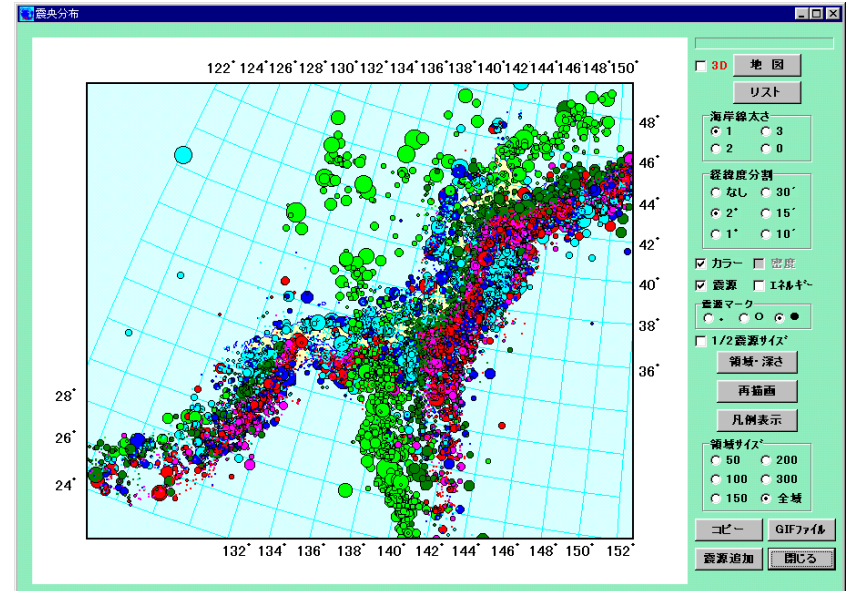 震央分布
122° 124° 126° 128° 130° 132° 134° 136° 138° 140° 142° 144° 146° 148° 150°
48°
46°
44°
42°
40°
38°
36°
28°
26°
24°
132° 134° 136° 138° 140° 142° 144° 146° 148° 150° 152°
3D 地図
リスト
海岸線太さ
1 3
2 0
経緯度分割
なし 30′
2° 15′
1° 10′
カラー 密度
震源 エネルギー
震源マーク
1/2震源サイズ
領域・深さ
再描画
凡例表示
領域サイズ
50 200
100 300
150 全域
コピー GIFファイル
震源追加 閉じる